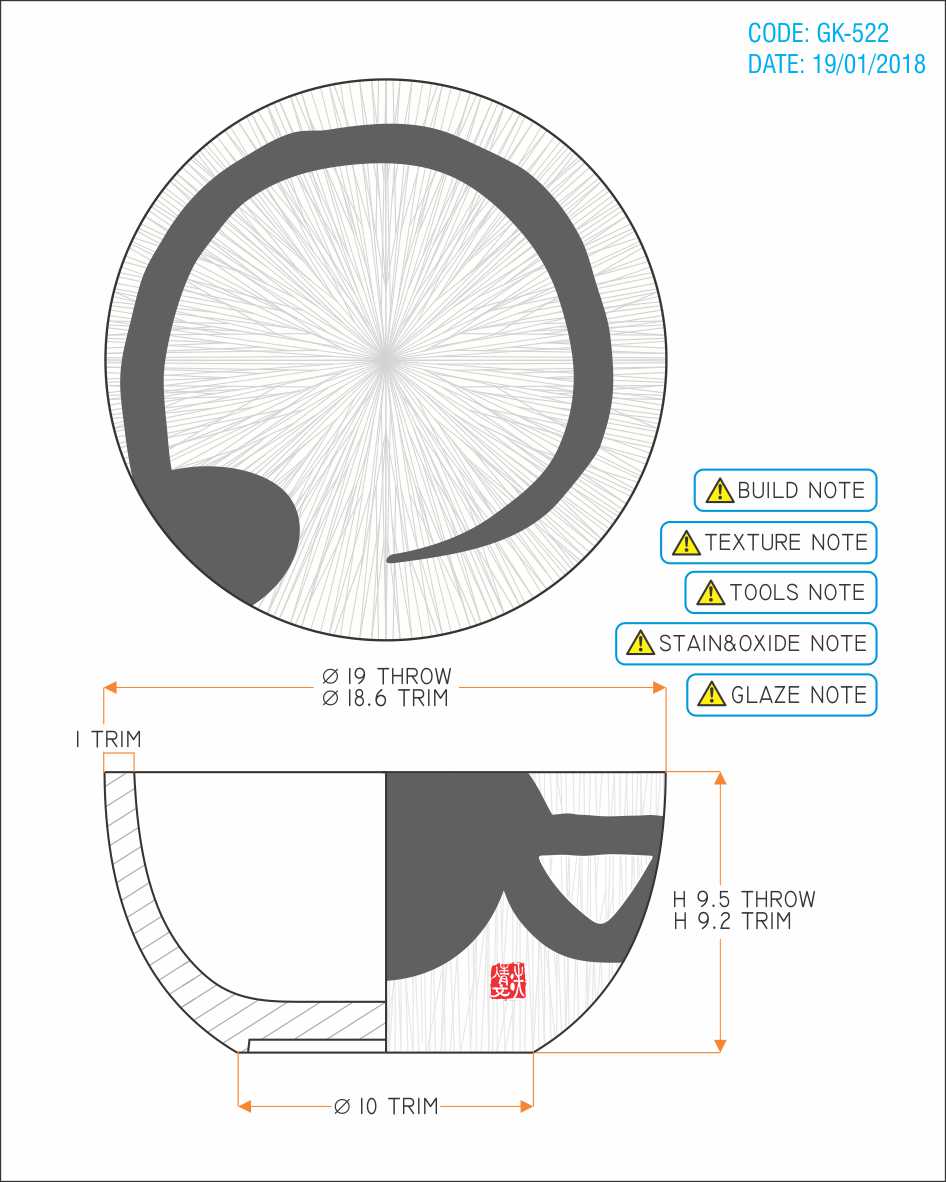 CODE: GK-522
DATE: 19/01/2018
BUILD NOTE
TEXTURE NOTE
TOOLS NOTE
STAIN&OXIDE NOTE
GLAZE NOTE
Ø 19 THROW
Ø 18.6 TRIM
1 TRIM
H 9.5 THROW
H 9.2 TRIM
Ø 10 TRIM